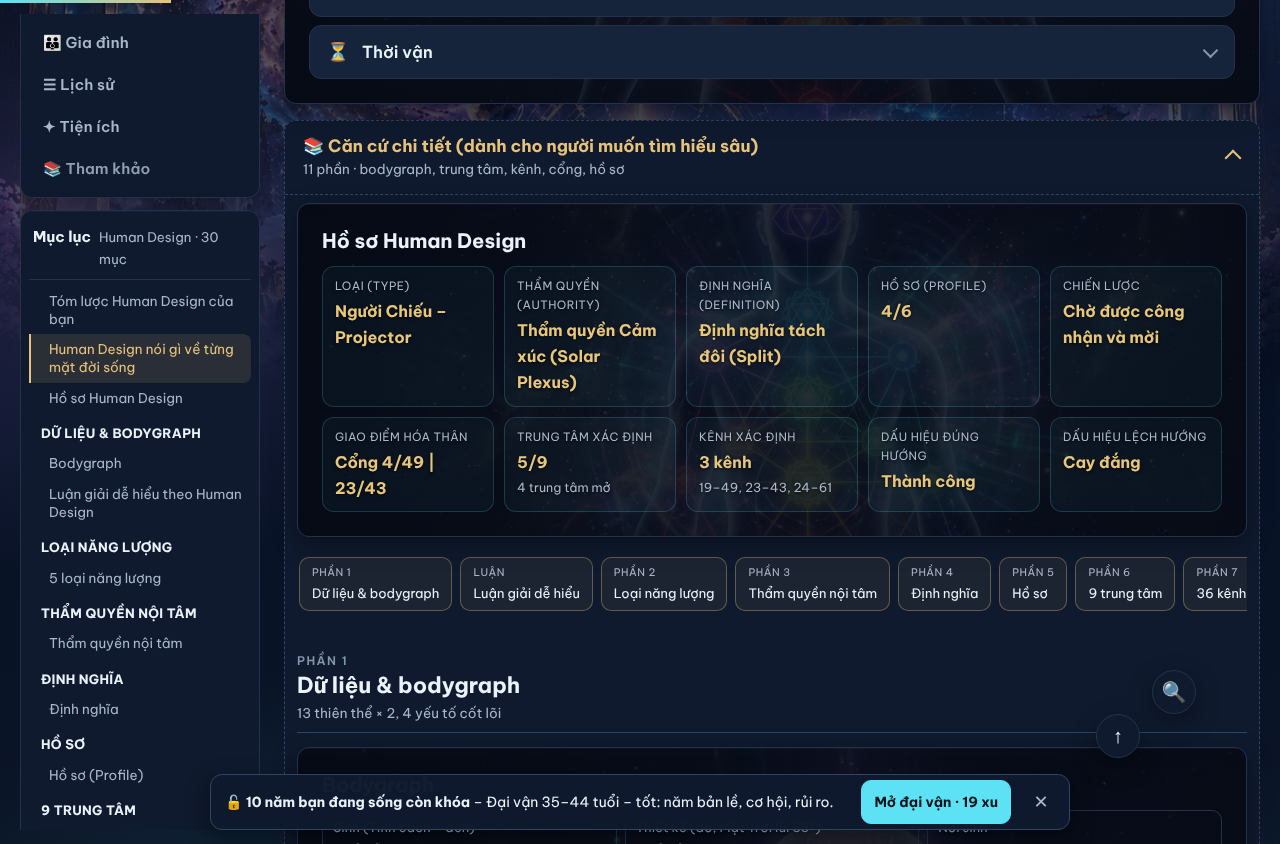 Gia đình
Lịch sử
Tiện ích
Tham khảo
Mục lục Human Design · 30 mục
Tóm lược Human Design của bạn
Human Design nói gì về từng mặt đời sống
Hồ sơ Human Design
DỮ LIỆU & BODYGRAPH
Bodygraph
Luận giải dễ hiểu theo Human Design
LOẠI NĂNG LƯỢNG
5 loại năng lượng
THẨM QUYỀN NỘI TÂM
Thẩm quyền nội tâm
ĐỊNH NGHĨA
Định nghĩa
HỒ SƠ
Hồ sơ (Profile)
9 TRUNG TÂM
Thời vận
Căn cứ chi tiết (dành cho người muốn tìm hiểu sâu)
11 phần · bodygraph, trung tâm, kênh, cổng, hồ sơ
Hồ sơ Human Design
LOẠI (TYPE)
Người Chiếu – Projector
THẨM QUYỀN (AUTHORITY)
Thẩm quyền Cảm xúc (Solar Plexus)
ĐỊNH NGHĨA (DEFINITION)
Định nghĩa tách đôi (Split)
HỒ SƠ (PROFILE)
4/6
CHIẾN LƯỢC
Chờ được công nhận và mời
GIAO ĐIỂM HÓA THÂN
Cổng 4/49 | 23/43
TRUNG TÂM XÁC ĐỊNH
5/9
4 trung tâm mở
KÊNH XÁC ĐỊNH
3 kênh
19–49, 23–43, 24–61
DẤU HIỆU ĐÚNG HƯỚNG
Thành công
DẤU HIỆU LỆCH HƯỚNG
Cay đắng
PHẦN 1
Dữ liệu & bodygraph
LUẬN
Luận giải dễ hiểu
PHẦN 2
Loại năng lượng
PHẦN 3
Thẩm quyền nội tâm
PHẦN 4
Định nghĩa
PHẦN 5
Hồ sơ
PHẦN 6
9 trung tâm
PHẦN 7
36 kênh
PHẦN 1
Dữ liệu & bodygraph
13 thiên thể × 2, 4 yếu tố cốt lõi
Bodygraph
10 năm bạn đang sống còn khóa – Đại vận 35–44 tuổi – tốt: năm bản lề, cơ hội, rủi ro.
Mở đại vận · 19 xu